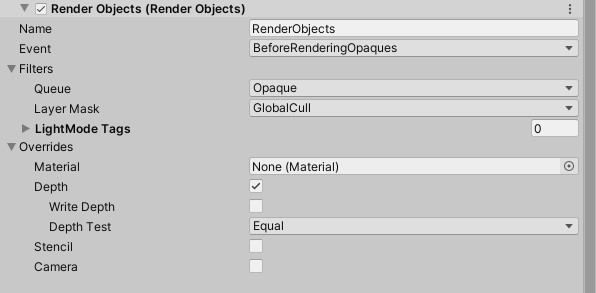 Render Objects (Render Objects)
Name RenderObjects
Event BeforeRenderingOpaques
Filters
Queue Opaque
Layer Mask GlobalCull
LightMode Tags 0
Overrides
Material None (Material)
Depth
Write Depth
Depth Test Equal
Stencil
Camera